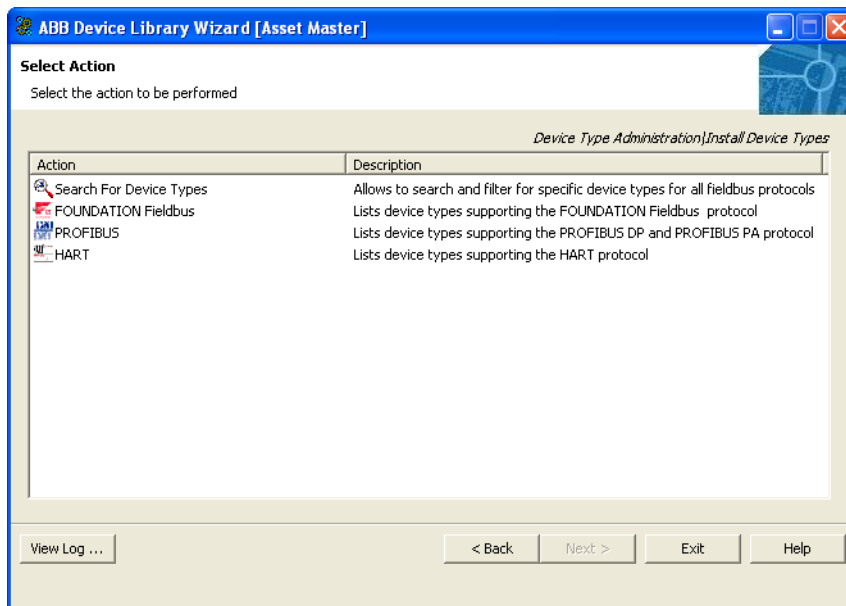 ABB Device Library Wizard [Asset Master]
Select Action
Select the action to be performed
Device Type Administration|Install Device Types
Action Description
Search For Device Types Allows to search and filter for specific device types for all fieldbus protocols
FOUNDATION Fieldbus Lists device types supporting the FOUNDATION Fieldbus protocol
PROFIBUS Lists device types supporting the PROFIBUS DP and PROFIBUS PA protocol
HART Lists device types supporting the HART protocol
View Log ... < Back Next > Exit Help